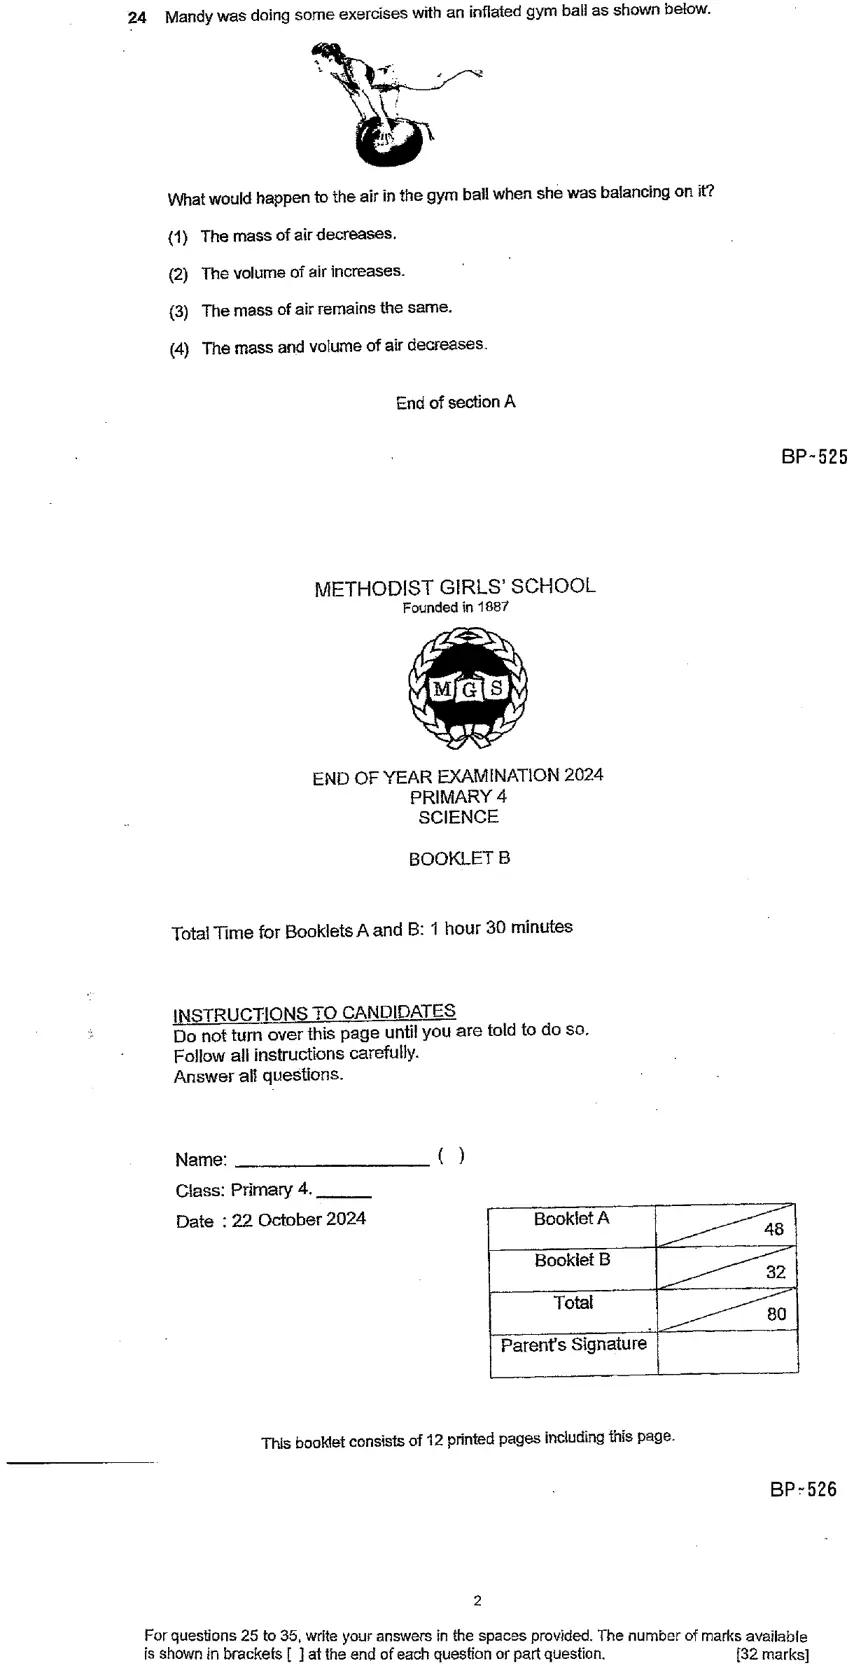 24 Mandy was doing some exercises with an inflated gym ball as shown below.
What would happen to the air in the gym ball when she was balancing on it?
(1) The mass of air decreases.
(2) The volume of air increases.
(3) The mass of air remains the same.
(4) The mass and volume of air decreases.
End of section A
BP-525
METHODIST GIRLS' SCHOOL
Founded in 1887
M G S
END OF YEAR EXAMINATION 2024
PRIMARY 4
SCIENCE
BOOKLET B
Total Time for Booklets A and B: 1 hour 30 minutes
INSTRUCTIONS TO CANDIDATES
Do not turn over this page until you are told to do so.
Follow all instructions carefully.
Answer all questions.
Name: ____________________ ( )
Class: Primary 4. ______
Date : 22 October 2024
Booklet A 48
Booklet B 32
Total 80
Parent's Signature
This booklet consists of 12 printed pages including this page.
BP-526
2
For questions 25 to 35, write your answers in the spaces provided. The number of marks available
is shown in brackets [ ] at the end of each question or part question. [32 marks]